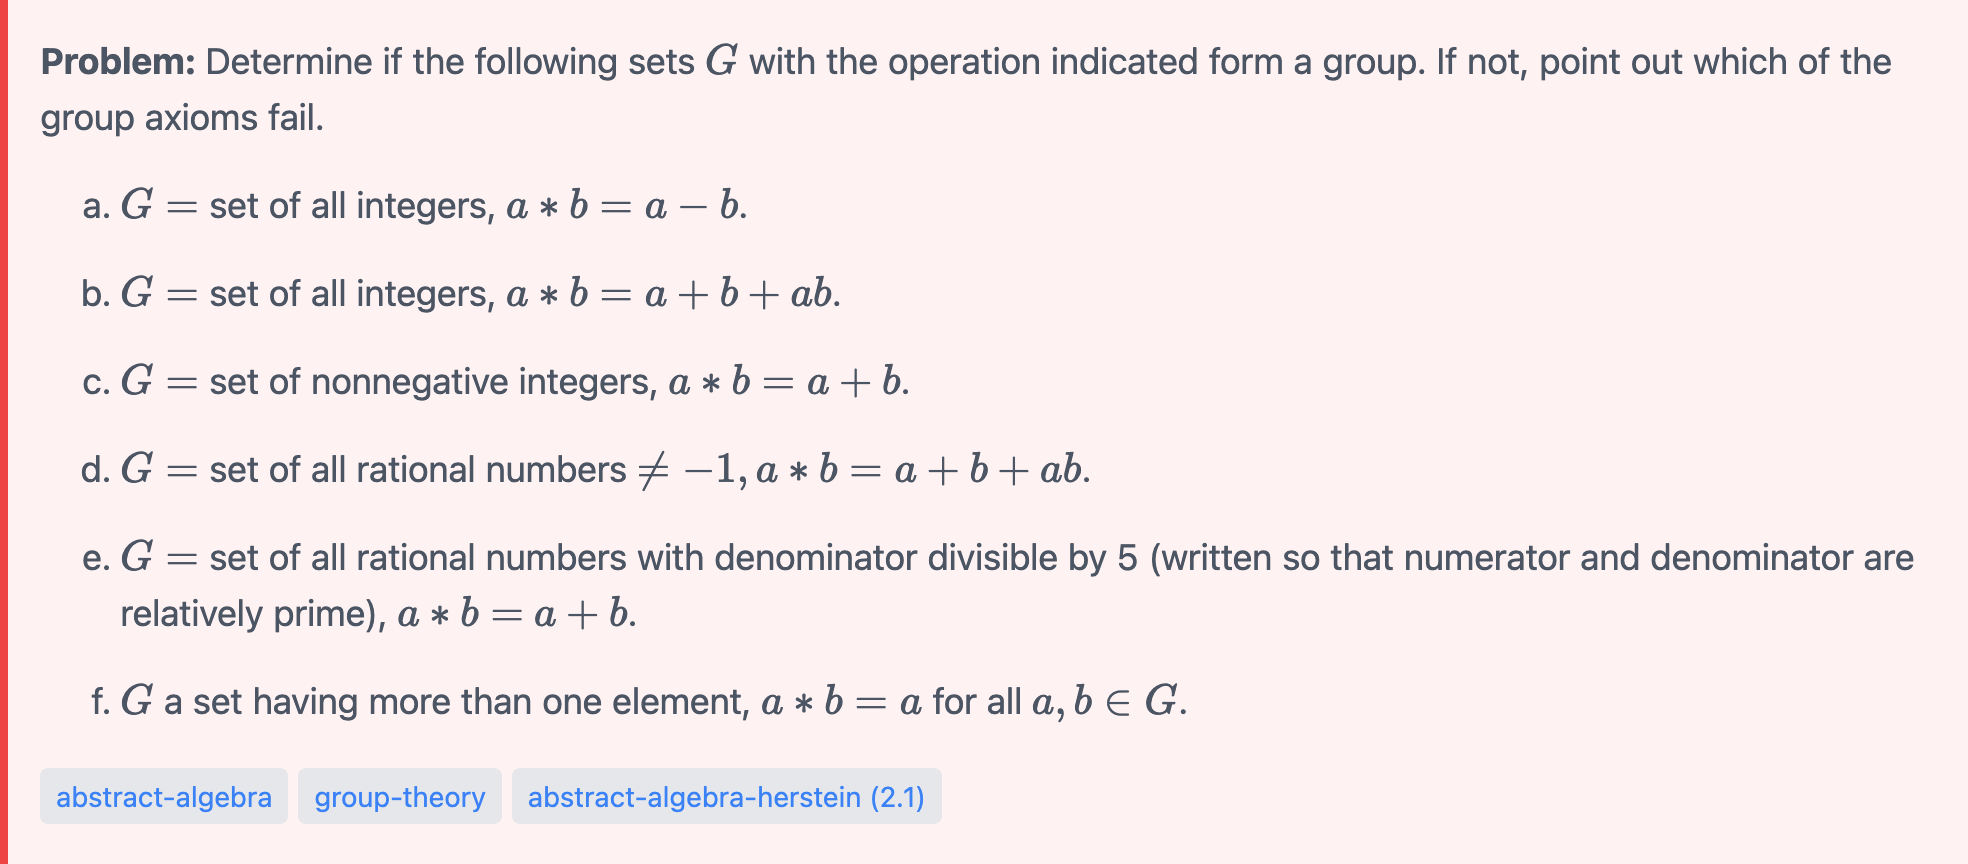 Problem: Determine if the following sets G with the operation indicated form a group. If not, point out which of the
group axioms fail.
a. G = set of all integers, a ∗ b = a − b.
b. G = set of all integers, a ∗ b = a + b + ab.
c. G = set of nonnegative integers, a ∗ b = a + b.
d. G = set of all rational numbers ≠ −1, a ∗ b = a + b + ab.
e. G = set of all rational numbers with denominator divisible by 5 (written so that numerator and denominator are
relatively prime), a ∗ b = a + b.
f. G a set having more than one element, a ∗ b = a for all a, b ∈ G.
abstract-algebra group-theory abstract-algebra-herstein (2.1)